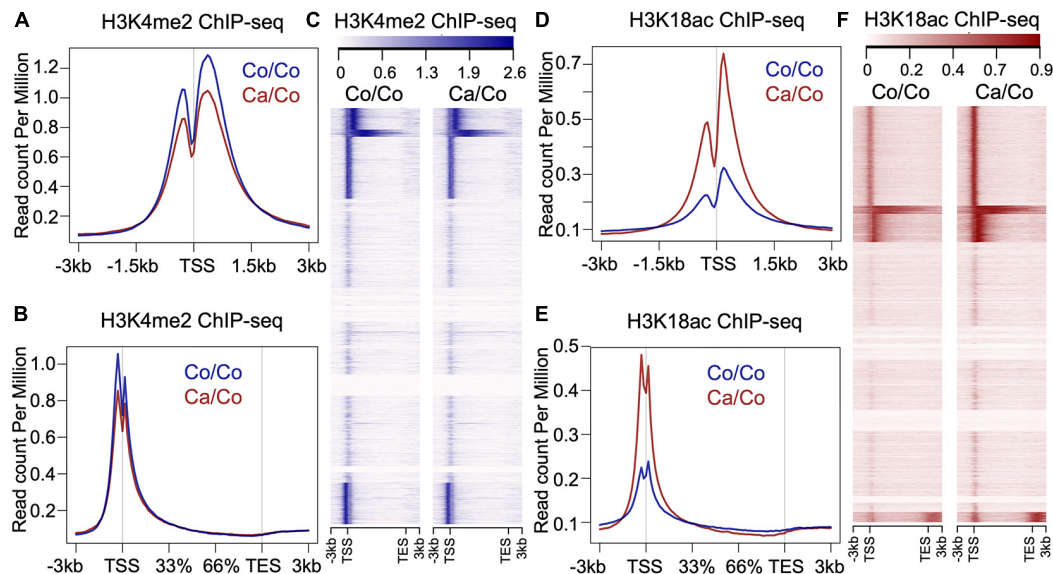 A
H3K4me2 ChIP-seq
Read count Per Million
1.2
1.0
0.8
0.6
0.4
0.2
Co/Co
Ca/Co
-3kb
-1.5kb
TSS
1.5kb
3kb
B
H3K4me2 ChIP-seq
Read count Per Million
1.0
0.8
0.6
0.4
0.2
Co/Co
Ca/Co
-3kb
TSS
33%
66%
TES
3kb
C
H3K4me2 ChIP-seq
0 0.6 1.3 1.9 2.6
Co/Co
Ca/Co
-3kb
TSS
TES
3kb
-3kb
TSS
TES
3kb
D
H3K18ac ChIP-seq
Read count Per Million
0.7
0.5
0.3
0.1
Co/Co
Ca/Co
-3kb
-1.5kb
TSS
1.5kb
3kb
E
H3K18ac ChIP-seq
Read count Per Million
0.5
0.4
0.3
0.2
0.1
Co/Co
Ca/Co
-3kb
TSS
33%
66%
TES
3kb
F
H3K18ac ChIP-seq
0 0.2 0.4 0.7 0.9
Co/Co
Ca/Co
-3kb
TSS
TES
3kb
-3kb
TSS
TES
3kb